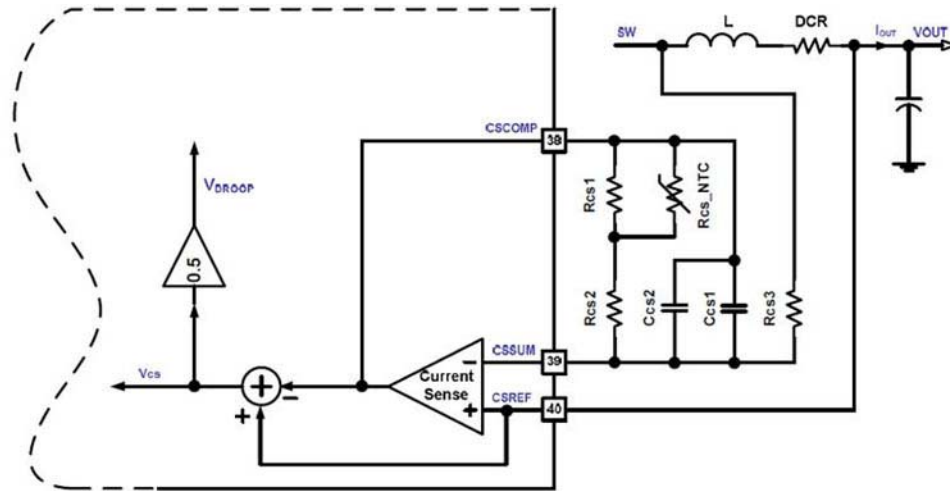 L
DCR
SW
IOUT
VOUT
CSCOMP
38
VDROOP
Rcs1
Rcs_NTC
0.5
Rcs2
Ccs2
Ccs1
Rcs3
CSSUM
39
Vcs
+
-
-
Current
Sense
+
CSREF
40
+